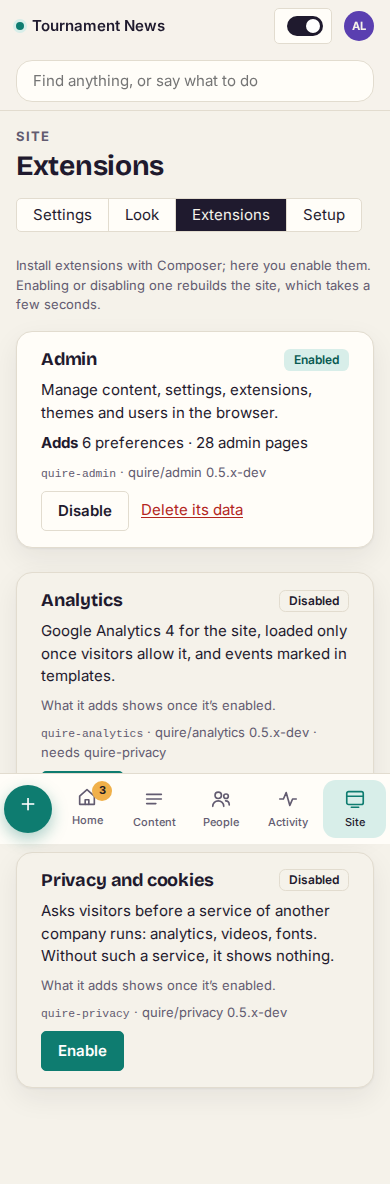 Tournament News
AL
Find anything, or say what to do
SITE
Extensions
Settings
Look
Extensions
Setup
Install extensions with Composer; here you enable them.
Enabling or disabling one rebuilds the site, which takes a
few seconds.
Admin
Enabled
Manage content, settings, extensions,
themes and users in the browser.
Adds 6 preferences · 28 admin pages
quire-admin · quire/admin 0.5.x-dev
Disable
Delete its data
Analytics
Disabled
Google Analytics 4 for the site, loaded only
once visitors allow it, and events marked in
templates.
What it adds shows once it’s enabled.
quire-analytics · quire/analytics 0.5.x-dev ·
needs quire-privacy
+
3
Home
Content
People
Activity
Site
Privacy and cookies
Disabled
Asks visitors before a service of another
company runs: analytics, videos, fonts.
Without such a service, it shows nothing.
What it adds shows once it’s enabled.
quire-privacy · quire/privacy 0.5.x-dev
Enable